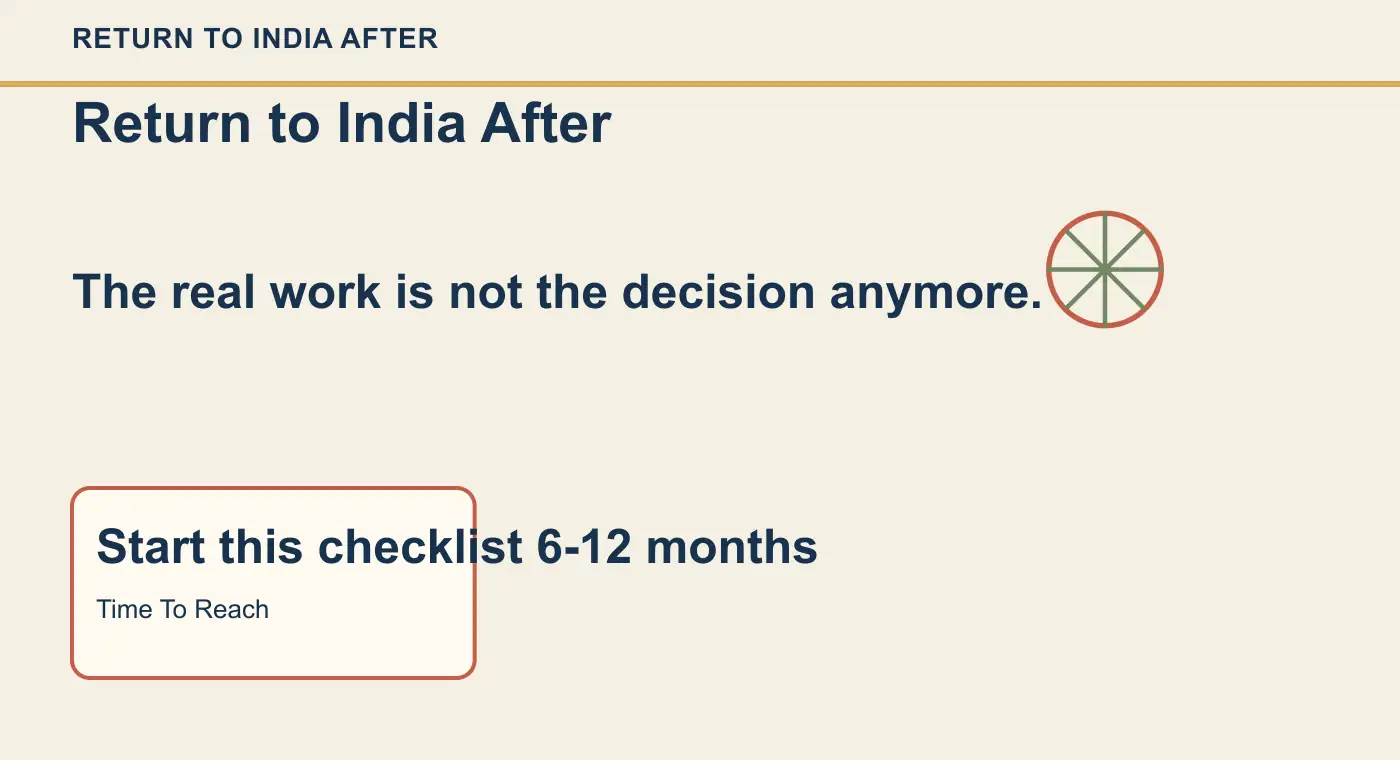 RETURN TO INDIA AFTER
Return to India After
The real work is not the decision anymore.
Start this checklist 6-12 months
Time To Reach